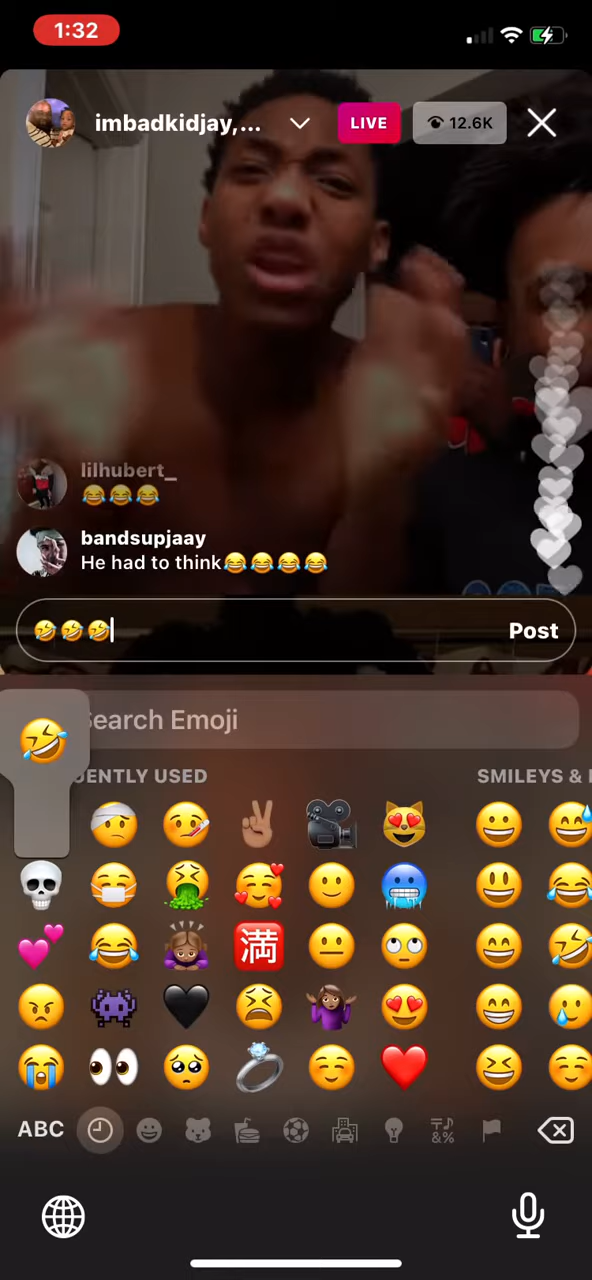 1:32
imbadkidjay,...
LIVE
12.6K
lilhubert_
😂😂😂
bandsupjaay
He had to think😂😂😂😂
🤣🤣🤣
Post
Search Emoji
UENTLY USED
SMILEYS &
満
ABC